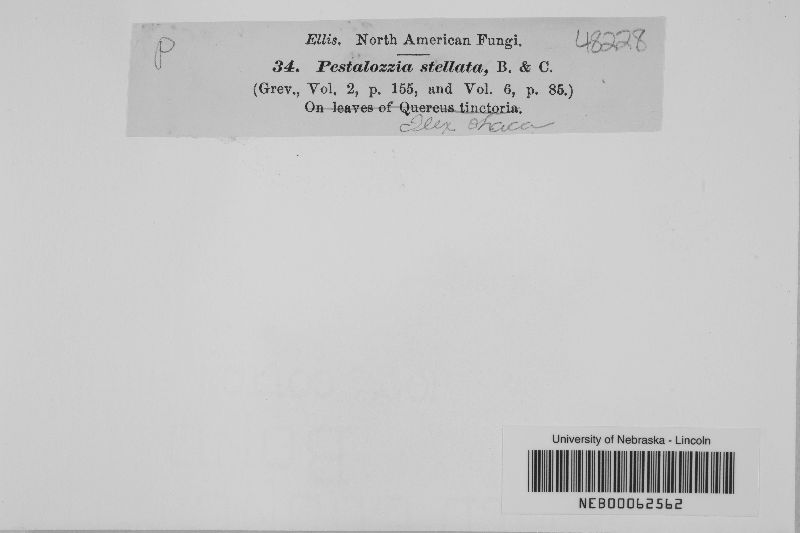 P
Ellis. North American Fungi. 48228
34. Pestalozzia stellata, B. & C.
(Grev., Vol. 2, p. 155, and Vol. 6, p. 85.)
On leaves of Quercus tinctoria.
Ilex opaca
University of Nebraska - Lincoln
NEB00062562